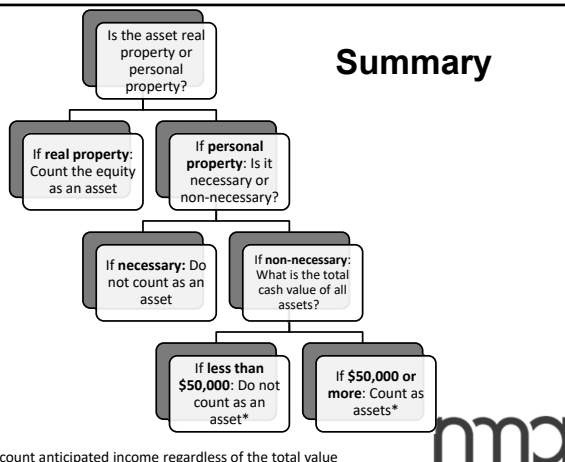 Summary
Is the asset real
property or
personal
property?
If real property:
Count the equity
as an asset
If personal
property: Is it
necessary or
non-necessary?
If necessary: Do
not count as an
asset
If non-necessary:
What is the total
cash value of all
assets?
If less than
$50,000: Do not
count as an
asset*
If $50,000 or
more: Count as
assets*
count anticipated income regardless of the total value
nma